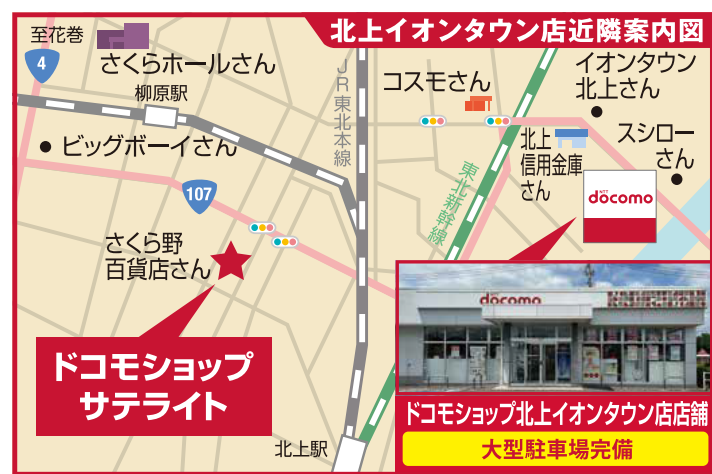 北上イオンタウン店近隣案内図
至花巻
4
さくらホールさん
柳原駅
ビッグボーイさん
107
さくら野
百貨店さん
ドコモショップ
サテライト
北上駅
JR東北本線
コスモさん
東北新幹線
イオンタウン
北上さん
北上
信用金庫
さん
スシロー
さん
NTT
döcomo
döcomo
ドコモショップ北上イオンタウン店店舗
大型駐車場完備